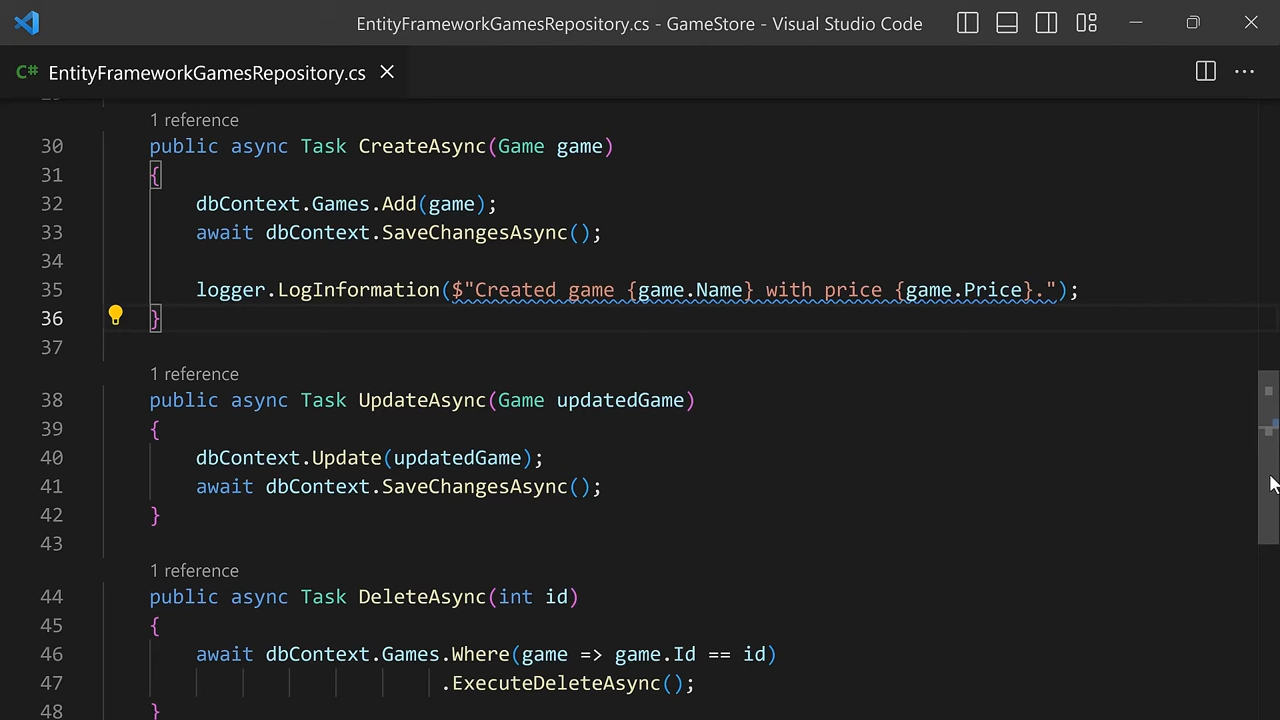 EntityFrameworkGamesRepository.cs - GameStore - Visual Studio Code
C# EntityFrameworkGamesRepository.cs
1 reference
30 public async Task CreateAsync(Game game)
31 {
32 dbContext.Games.Add(game);
33 await dbContext.SaveChangesAsync();
34
35 logger.LogInformation($"Created game {game.Name} with price {game.Price}.");
36 }
37
1 reference
38 public async Task UpdateAsync(Game updatedGame)
39 {
40 dbContext.Update(updatedGame);
41 await dbContext.SaveChangesAsync();
42 }
43
1 reference
44 public async Task DeleteAsync(int id)
45 {
46 await dbContext.Games.Where(game => game.Id == id)
47 .ExecuteDeleteAsync();
48 }